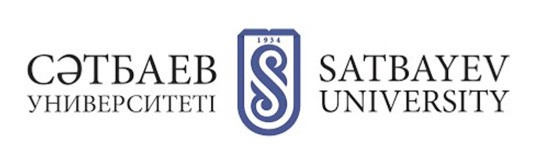 СӘТБАЕВ
УНИВЕРСИТЕТІ
1934
SATBAYEV
UNIVERSITY